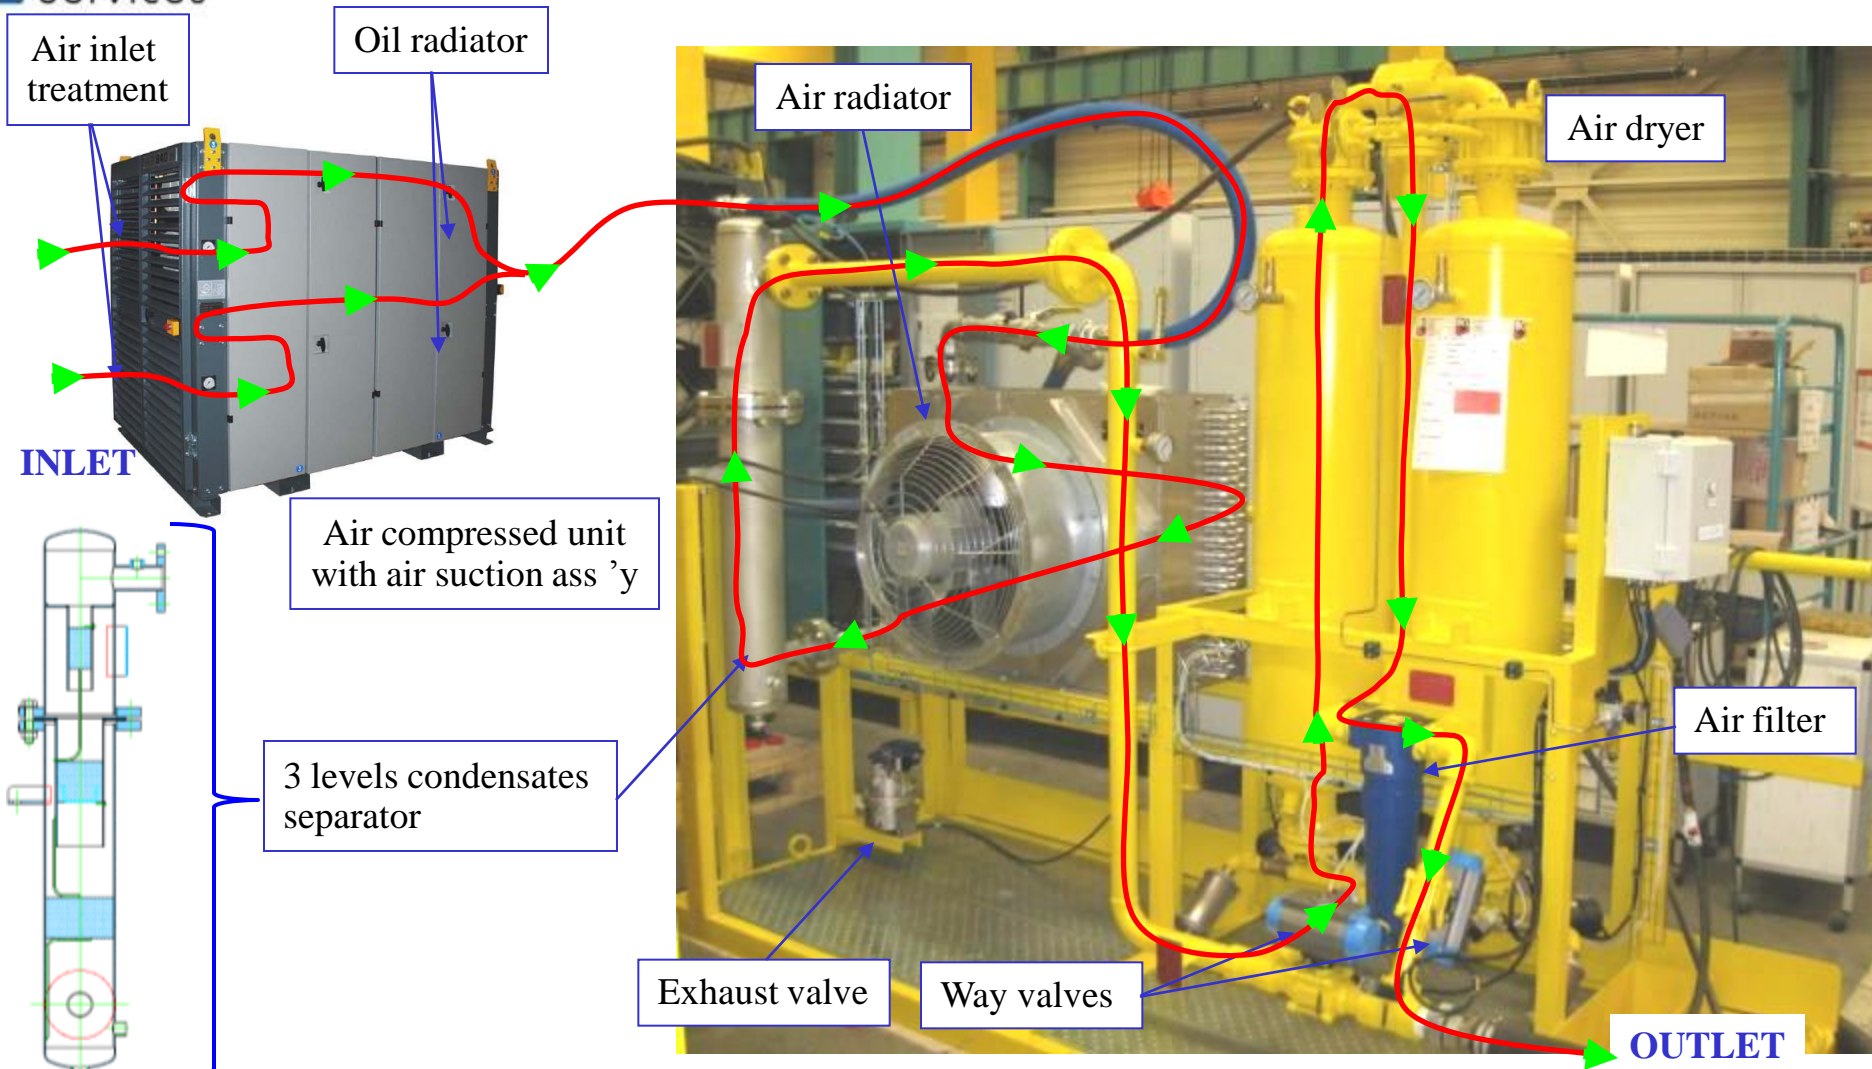 Air inlet
treatment
Oil radiator
Air radiator
Air dryer
INLET
Air compressed unit
with air suction ass ’y
3 levels condensates
separator
Air filter
Exhaust valve
Way valves
OUTLET